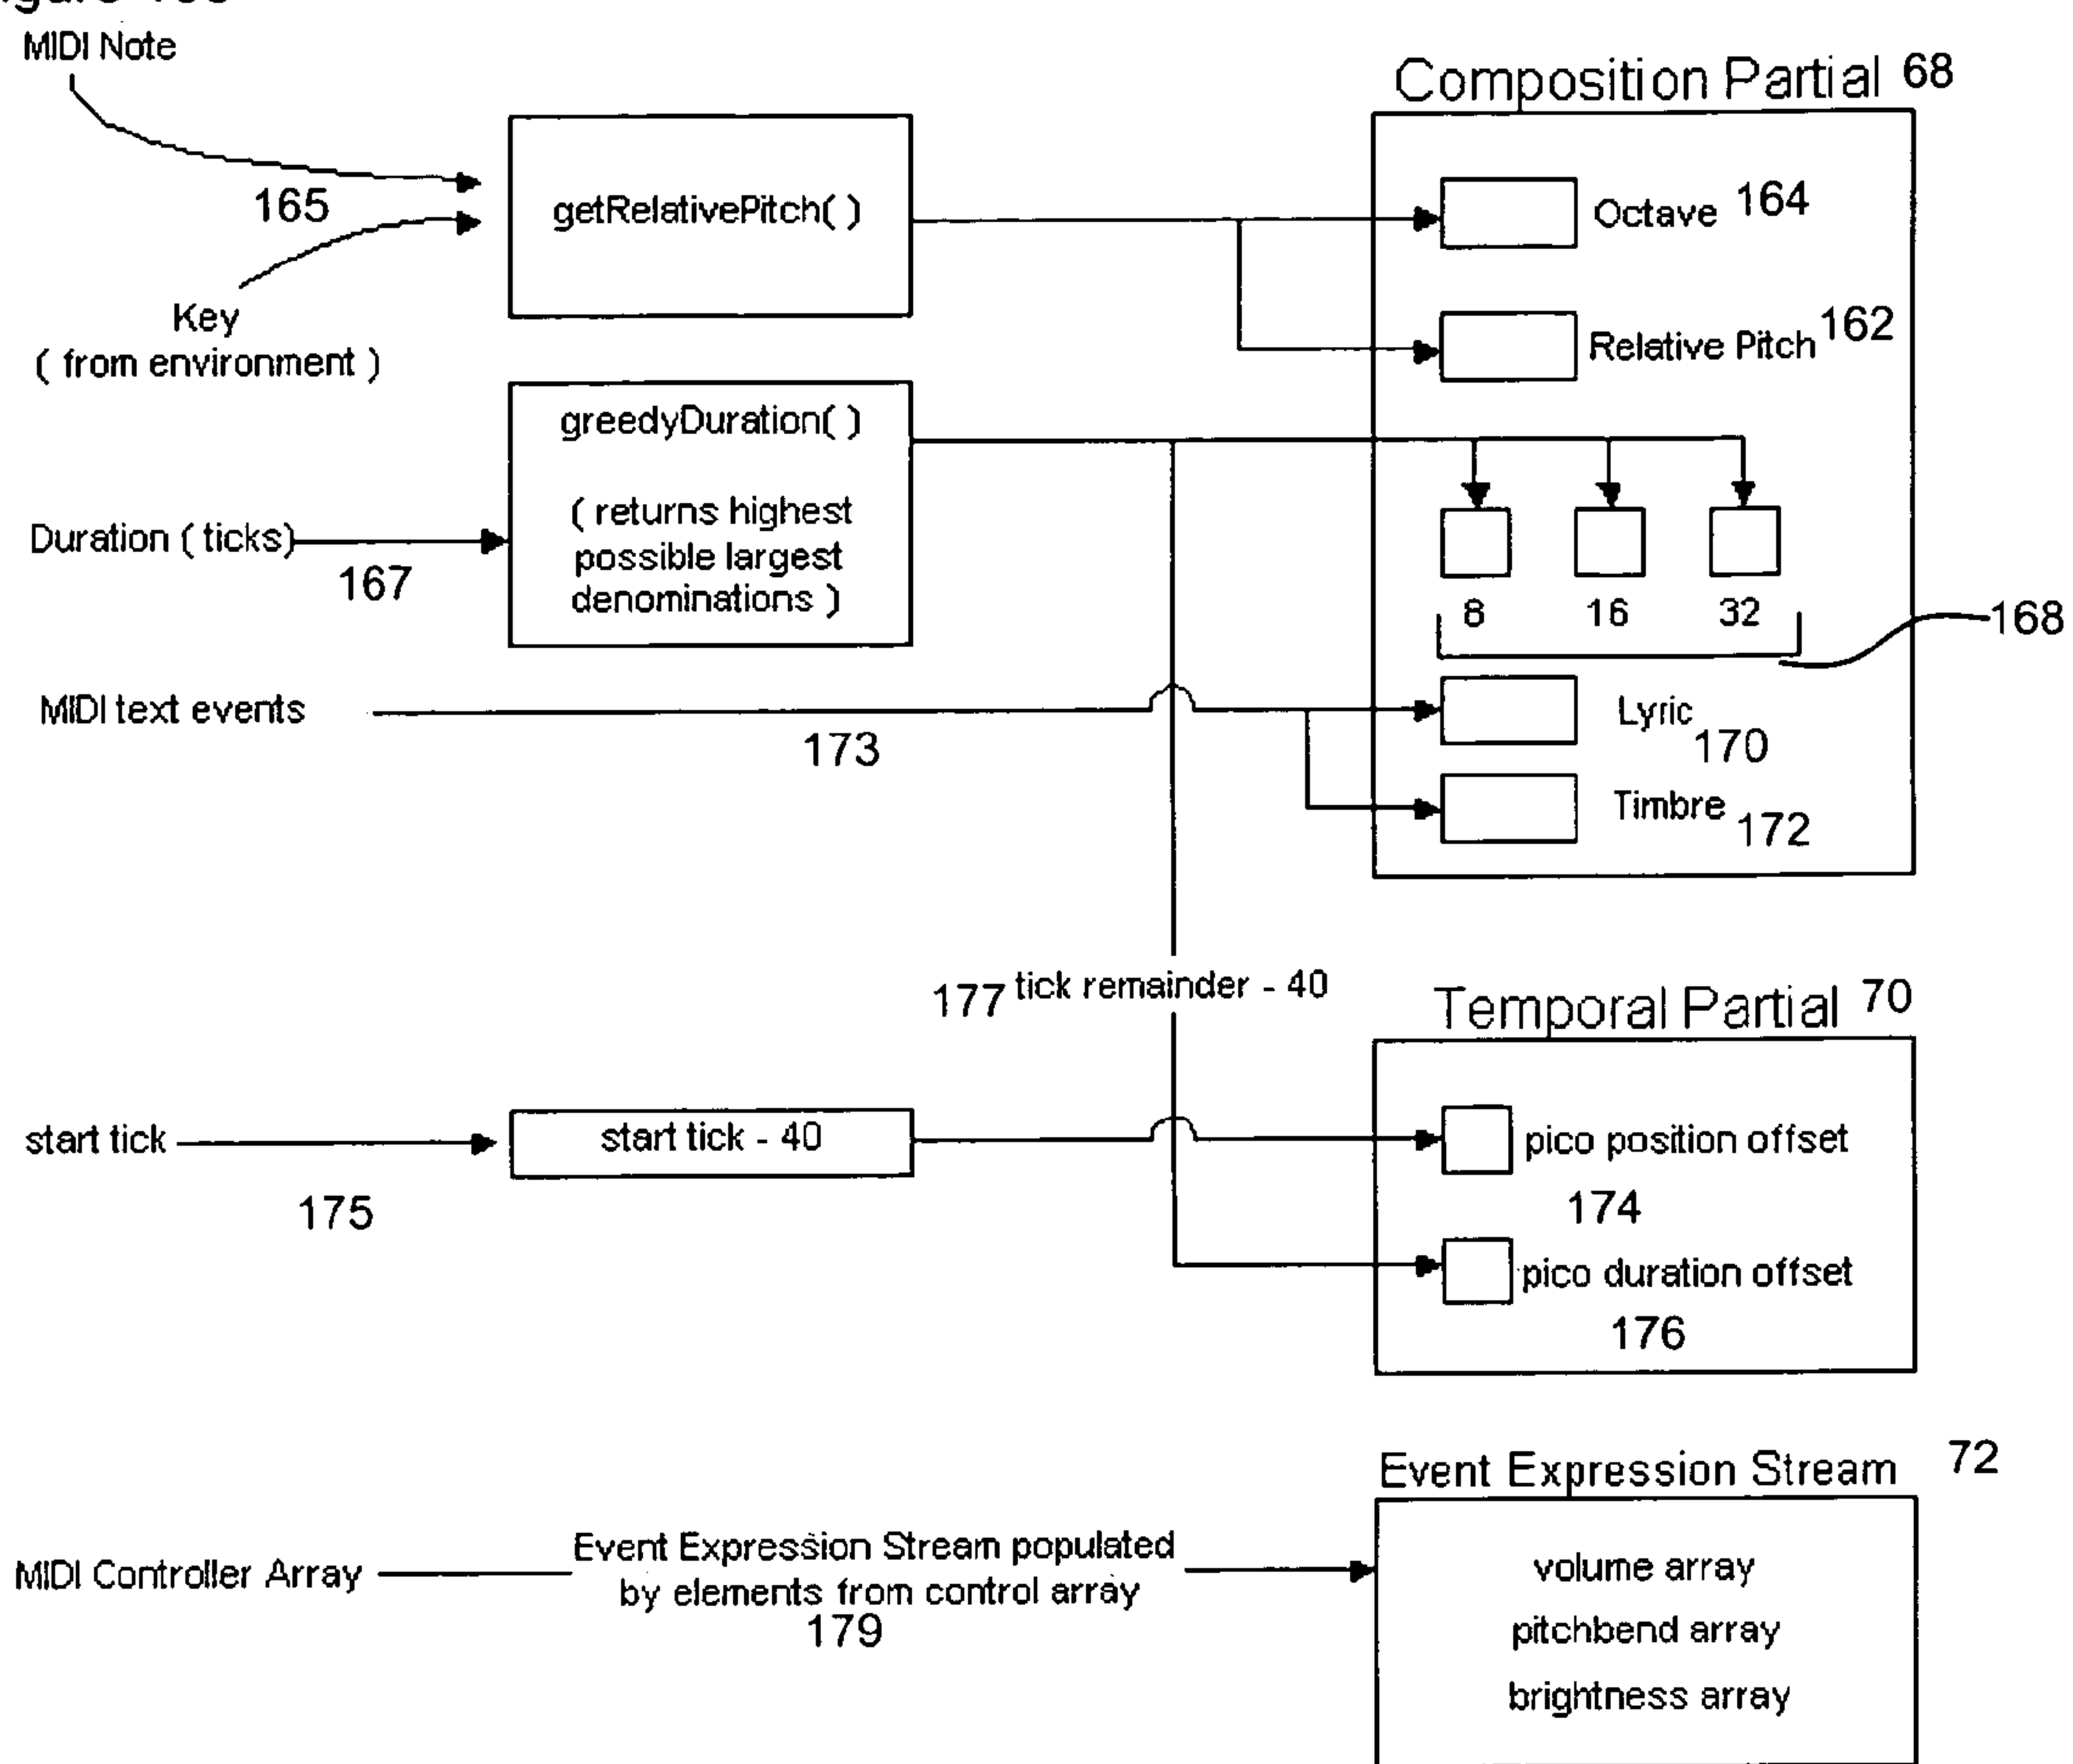 MIDI Note
Composition Partial 68
165
getRelativePitch( )
Octave 164
Key
( from environment )
Relative Pitch 162
greedyDuration( )
( returns highest
possible largest
denominations )
Duration ( ticks)
167
8 16 32
168
MIDI text events
173
Lyric 170
Timbre 172
177 tick remainder - 40
Temporal Partial 70
start tick
175
start tick - 40
pico position offset
174
pico duration offset
176
Event Expression Stream 72
MIDI Controller Array
Event Expression Stream populated
by elements from control array
179
volume array
pitchbend array
brightness array